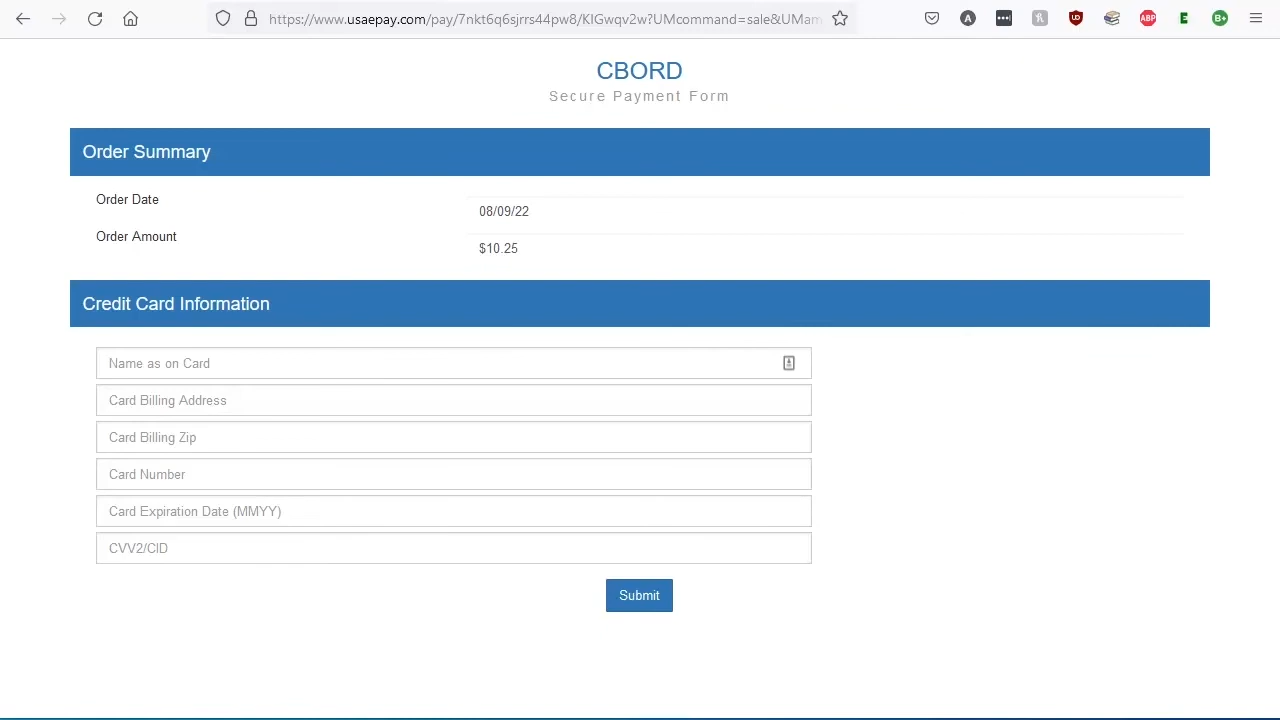 https://www.usaepay.com/pay/7nk5q6sjrrs44pw8/KIGwqv2w?UMcommand=sale&UMam
A
ABP
B+
CBORD
Secure Payment Form
Order Summary
Order Date
08/09/22
Order Amount
$10.25
Credit Card Information
Name as on Card
Card Billing Address
Card Billing Zip
Card Number
Card Expiration Date (MMYY)
CVV2/CID
Submit